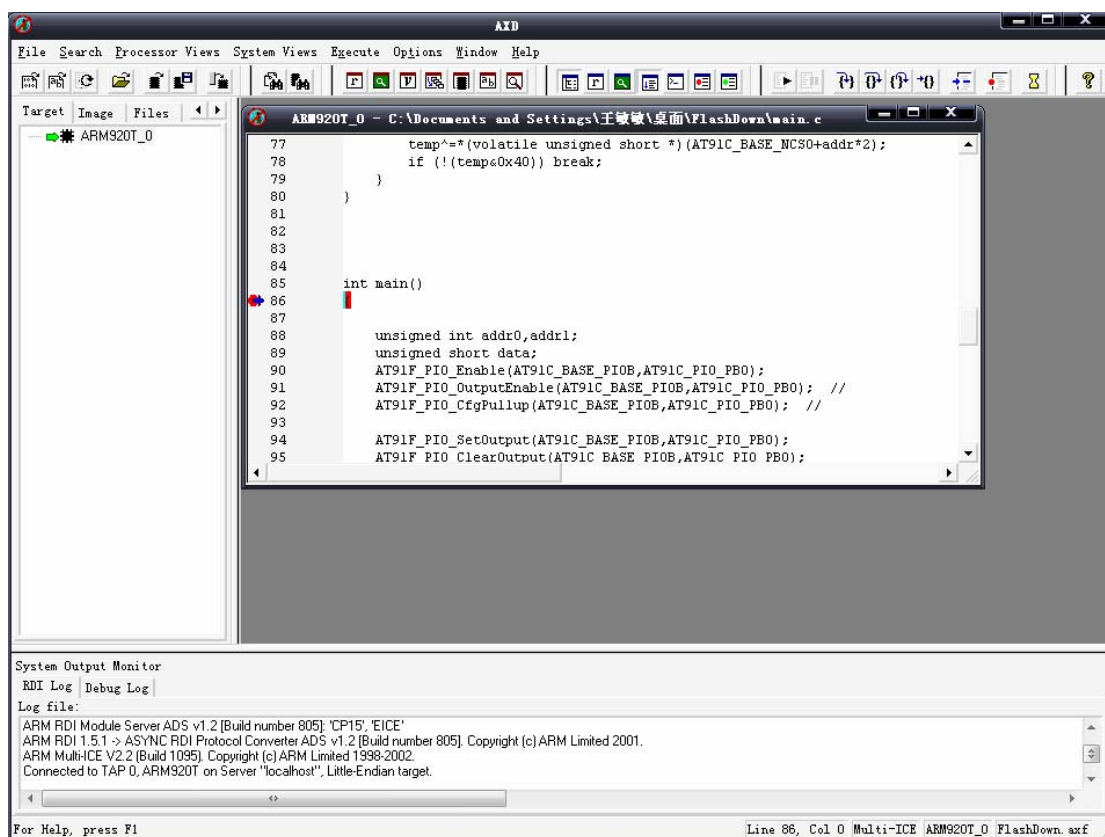 AXD
File Search Processor Views System Views Execute Options Window Help
Target Image Files
ARM920T_0
ARM920T_0 - C:\Documents and Settings\王敏敏\桌面\FlashDown\main.c
77 temp^=*(volatile unsigned short *)(AT91C_BASE_NCS0+addr*2);
78 if (!(temp&0x40)) break;
79 }
80 }
81
82
83
84
85 int main()
86 {
87
88 unsigned int addr0,addr1;
89 unsigned short data;
90 AT91F_PIO_Enable(AT91C_BASE_PIOB,AT91C_PIO_PB0);
91 AT91F_PIO_OutputEnable(AT91C_BASE_PIOB,AT91C_PIO_PB0); //
92 AT91F_PIO_CfgPullup(AT91C_BASE_PIOB,AT91C_PIO_PB0); //
93
94 AT91F_PIO_SetOutput(AT91C_BASE_PIOB,AT91C_PIO_PB0);
95 AT91F_PIO_ClearOutput(AT91C_BASE_PIOB,AT91C_PIO_PB0);
System Output Monitor
RDI Log Debug Log
Log file:
ARM RDI Module Server ADS v1.2 [Build number 805]: 'CP15', 'EICE'
ARM RDI 1.5.1 -> ASYNC RDI Protocol Converter ADS v1.2 [Build number 805]. Copyright (c) ARM Limited 2001.
ARM Multi-ICE V2.2 (Build 1095). Copyright (c) ARM Limited 1998-2002.
Connected to TAP 0, ARM920T on Server "localhost", Little-Endian target.
For Help, press F1
Line 86, Col 0 Multi-ICE ARM920T_0 FlashDown.axf